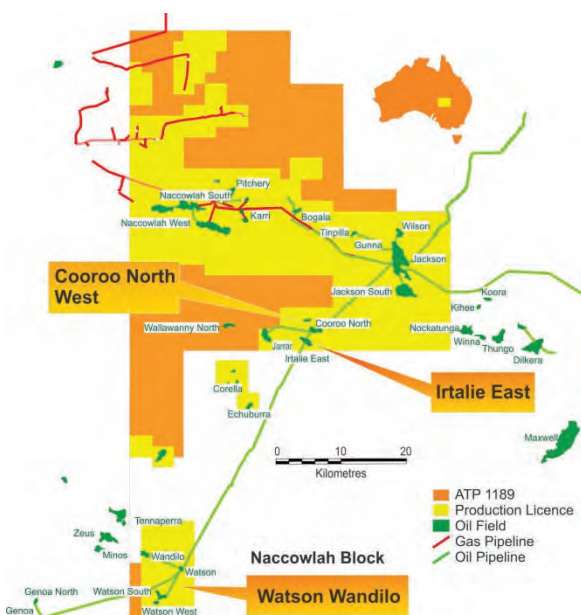 Pitchery
Naccowlah South
Naccowlah West
Karri
Bogala
Tinpilla
Wilson
Gunna
Jackson
Jackson South
Cooroo North
West
Koora
Kihee
Wallawanny North
Cooroo North
Nockatunga
Winna
Thungo
Dilkera
Jarrar
Irtalie East
Irtalie East
Corella
Echuburra
Maxwell
0 10 20
Kilometres
ATP 1189
Production Licence
Oil Field
Gas Pipeline
Oil Pipeline
Tennaperra
Zeus
Minos
Wandilo
Naccowlah Block
Watson
Genoa North
Watson South
Watson Wandilo
Genoa
Watson West